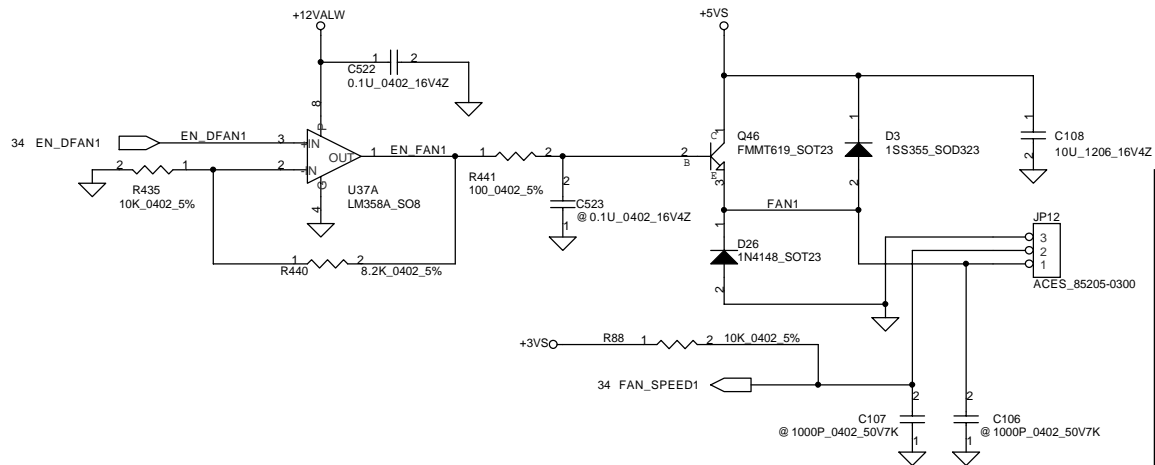 +12VALW
+5VS
1 2
C522
0.1U_0402_16V4Z
8
34 EN_DFAN1 EN_DFAN1 3 +IN P
OUT 1 EN_FAN1
2 1 2 -IN G
R435
10K_0402_5%
U37A
LM358A_SO8
4
1 2
R441
100_0402_5%
2
C523
@ 0.1U_0402_16V4Z
1
1 2
R440 8.2K_0402_5%
2 B
1 C
E 3
Q46
FMMT619_SOT23
1
D3
1SS355_SOD323
2
1
C108
10U_1206_16V4Z
2
FAN1
1
D26
1N4148_SOT23
2
JP12
3
2
1
ACES_85205-0300
+3VS R88 1 2 10K_0402_5%
34 FAN_SPEED1
2
C107
@ 1000P_0402_50V7K
1
2
C106
@ 1000P_0402_50V7K
1